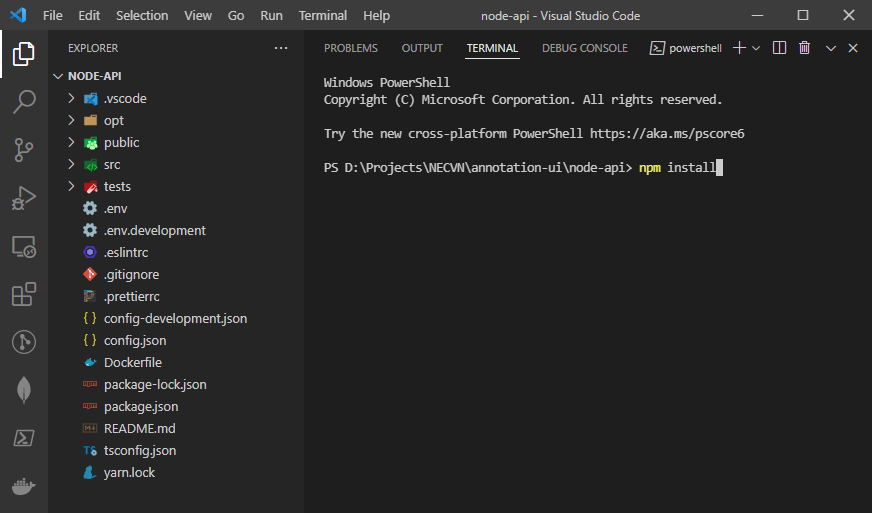 File Edit Selection View Go Run Terminal Help node-api - Visual Studio Code
EXPLORER
NODE-API
.vscode
opt
public
src
tests
.env
.env.development
.eslintrc
.gitignore
.prettierrc
config-development.json
config.json
Dockerfile
package-lock.json
package.json
README.md
tsconfig.json
yarn.lock
PROBLEMS OUTPUT TERMINAL DEBUG CONSOLE powershell
Windows PowerShell
Copyright (C) Microsoft Corporation. All rights reserved.
Try the new cross-platform PowerShell https://aka.ms/pscore6
PS D:\Projects\NECVN\annotation-ui\node-api> npm install